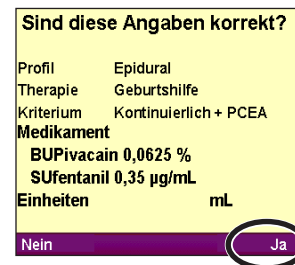 Sind diese Angaben korrekt?
Profil Epidural
Therapie Geburtshilfe
Kriterium Kontinuierlich + PCEA
Medikament
BUPivacain 0,0625 %
SUfentanil 0,35 µg/mL
Einheiten mL
Nein Ja